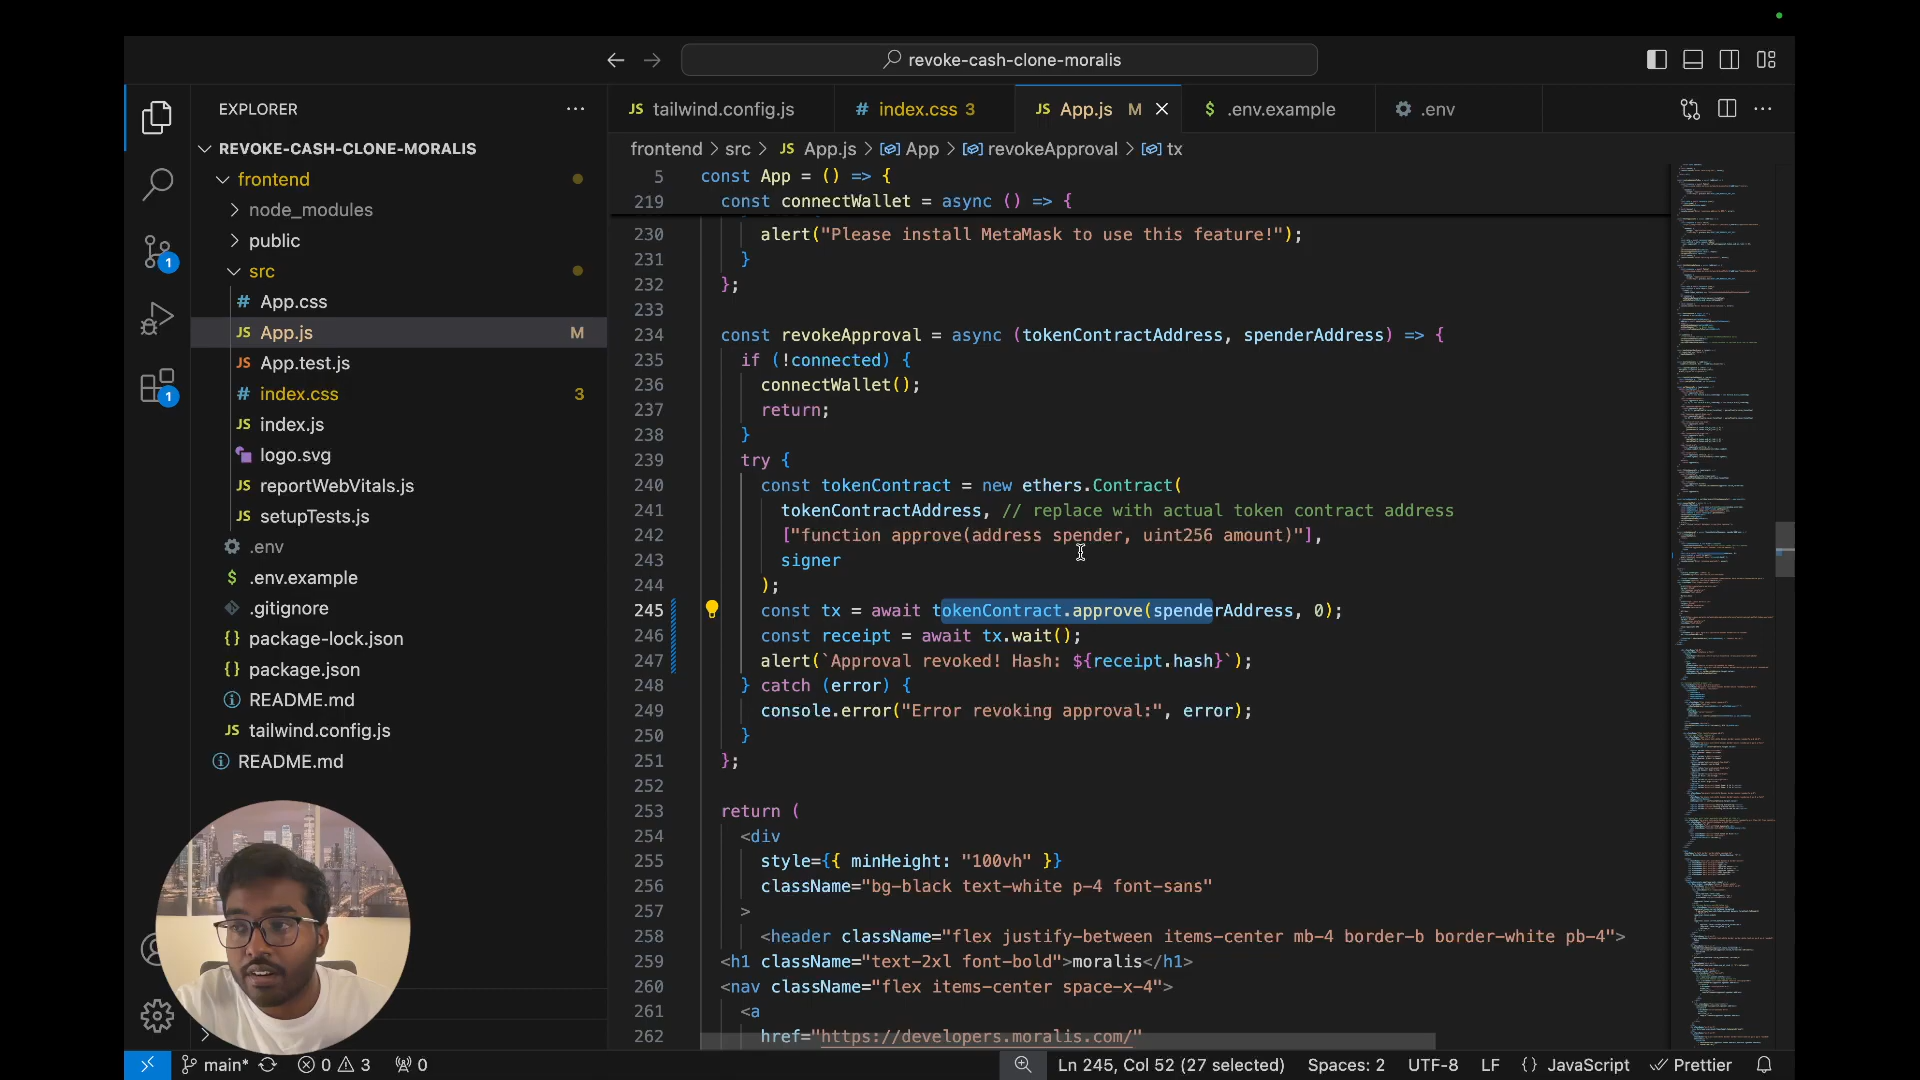 revoke-cash-clone-moralis
EXPLORER
REVOKE-CASH-CLONE-MORALIS
frontend
node_modules
public
src
# App.css
JS App.js M
JS App.test.js
# index.css 3
JS index.js
logo.svg
JS reportWebVitals.js
JS setupTests.js
.env
$ .env.example
.gitignore
{} package-lock.json
{} package.json
README.md
JS tailwind.config.js
README.md
1
1
JS tailwind.config.js
# index.css 3
JS App.js M
$ .env.example
.env
frontend > src > JS App.js > App > revokeApproval > tx
5 const App = () => {
219 const connectWallet = async () => {
230 alert("Please install MetaMask to use this feature!");
231 }
232 };
233
234 const revokeApproval = async (tokenContractAddress, spenderAddress) => {
235 if (!connected) {
236 connectWallet();
237 return;
238 }
239 try {
240 const tokenContract = new ethers.Contract(
241 tokenContractAddress, // replace with actual token contract address
242 ["function approve(address spender, uint256 amount)"],
243 signer
244 );
245 const tx = await tokenContract.approve(spenderAddress, 0);
246 const receipt = await tx.wait();
247 alert(`Approval revoked! Hash: ${receipt.hash}`);
248 } catch (error) {
249 console.error("Error revoking approval:", error);
250 }
251 };
252
253 return (
254 <div
255 style={{ minHeight: "100vh" }}
256 className="bg-black text-white p-4 font-sans"
257 >
258 <header className="flex justify-between items-center mb-4 border-b border-white pb-4">
259 <h1 className="text-2xl font-bold">moralis</h1>
260 <nav className="flex items-center space-x-4">
261 <a
262 href="https://developers.moralis.com/"
main* 0 3 0
Ln 245, Col 52 (27 selected) Spaces: 2 UTF-8 LF {} JavaScript Prettier